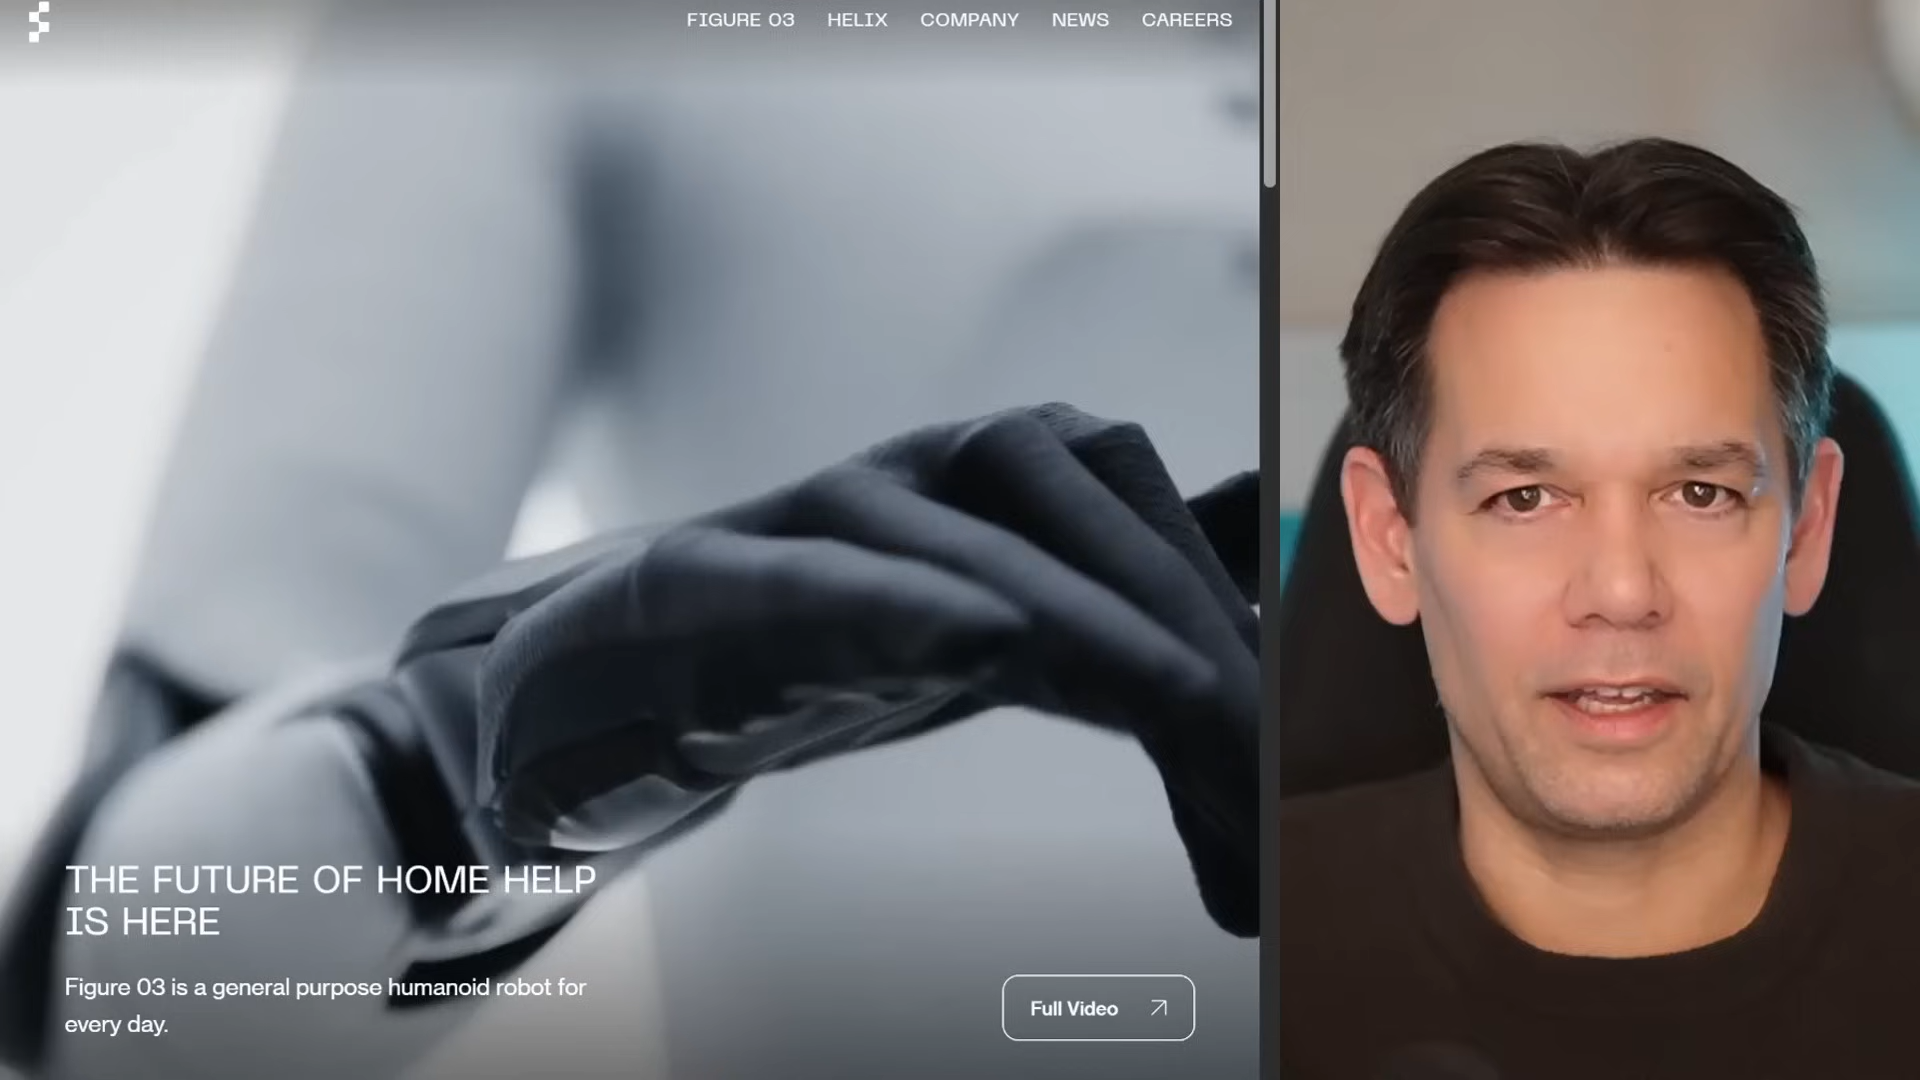 FIGURE 03 HELIX COMPANY NEWS CAREERS
THE FUTURE OF HOME HELP
IS HERE
Figure 03 is a general purpose humanoid robot for
every day.
Full Video